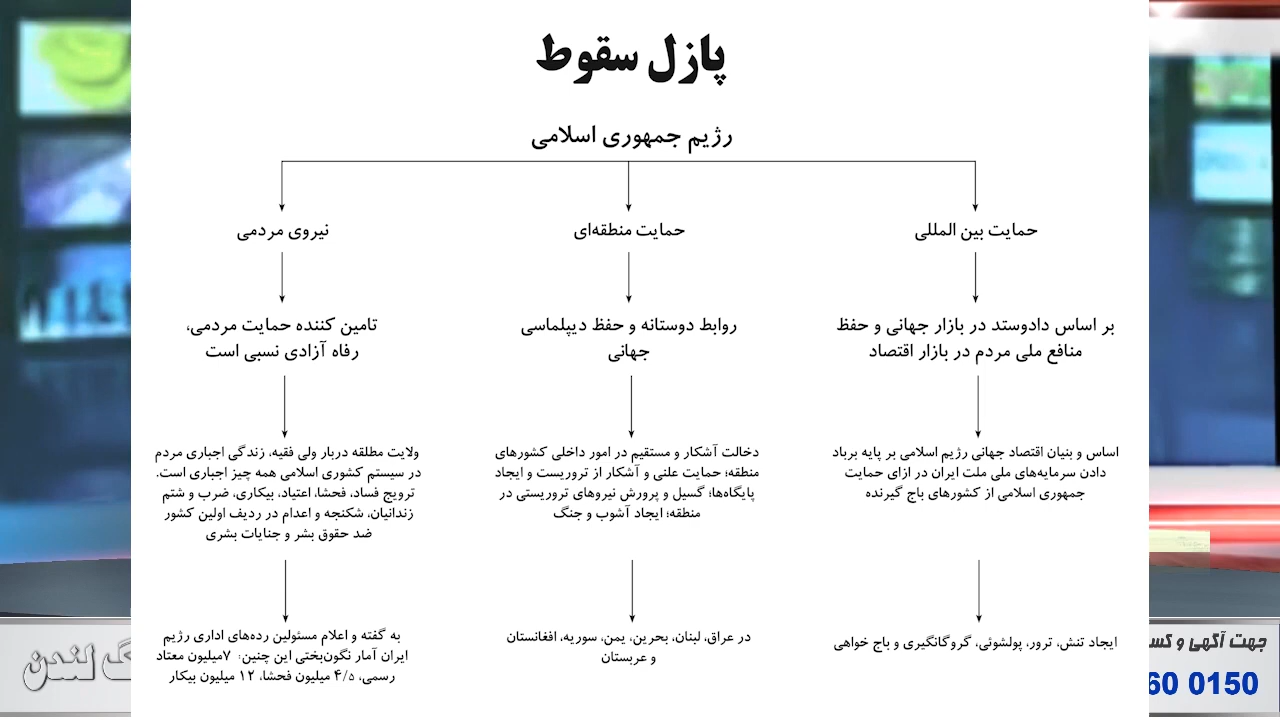 پازل سقوط
رژیم جمهوری اسلامی
حمایت بین المللی
بر اساس دادوستد در بازار جهانی و حفظ
منافع ملی مردم در بازار اقتصاد
اساس و بنیان اقتصاد جهانی رژیم اسلامی بر پایه برباد
دادن سرمایه‌های ملی ملت ایران در ازای حمایت
جمهوری اسلامی از کشورهای باج گیرنده
ایجاد تنش، ترور، پولشوئی، گروگانگیری و باج خواهی
حمایت منطقه‌ای
روابط دوستانه و حفظ دیپلماسی
جهانی
دخالت آشکار و مستقیم در امور داخلی کشورهای
منطقه؛ حمایت علنی و آشکار از تروریست و ایجاد
پایگاه‌ها؛ گسیل و پرورش نیروهای تروریستی در
منطقه؛ ایجاد آشوب و جنگ
در عراق، لبنان، بحرین، یمن، سوریه، افغانستان
و عربستان
نیروی مردمی
تامین کننده حمایت مردمی،
رفاه آزادی نسبی است
ولایت مطلقه دربار ولی فقیه، زندگی اجباری مردم
در سیستم کشوری اسلامی همه چیز اجباری است.
ترویج فساد، فحشا، اعتیاد، بیکاری، ضرب و شتم
زندانیان، شکنجه و اعدام در ردیف اولین کشور
ضد حقوق بشر و جنایات بشری
به گفته و اعلام مسئولین رده‌های اداری رژیم
ایران آمار نگون‌بختی این چنین: ۷میلیون معتاد
رسمی، ۴/۵ میلیون فحشا، ۱۲ میلیون بیکار
جهت آگهی و
60 0150
لندن